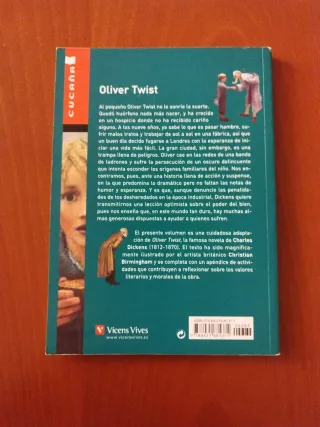 CUCAÑA
Oliver Twist
Al pequeño Oliver Twist no le sonríe la suerte.
Quedó huérfano nada más nacer, y ha crecido
en un hospicio donde no ha recibido cariño
alguno. A los nueve años, ya sabe lo que es pasar hambre, su-
frir malos tratos y trabajar de sol a sol en una fábrica, así
que un buen día decide fugarse a Londres con la esperanza de ini-
ciar una vida más fácil. La gran ciudad, sin embargo, es una
trampa llena de peligros. Oliver cae en las redes de una banda
de ladrones y sufre la persecución de un oscuro delincuente
que intenta esconder los orígenes familiares del niño. Nos en-
contramos, pues, ante una historia llena de acción y suspense,
en la que predomina lo dramático pero no faltan las notas de
humor y esperanza. Y es que, aunque denuncie las penalida-
des de los desheredados en la época industrial, Dickens quiere
transmitirnos una lección optimista sobre el poder del bien,
pues nos enseña que, en este mundo tan duro, hay muchas
almas generosas dispuestas a ayudar a quienes sufren.
El presente volumen es una cuidadosa adapta-
ción de Oliver Twist, la famosa novela de Charles
Dickens (1812-1870). El texto ha sido magnífica-
mente ilustrado por el artista británico Christian
Birmingham y se completa con un apéndice de activi-
dades que contribuyen a reflexionar sobre los valores
literarios y morales de la obra.
Vicens Vives
www.vicensvives.es